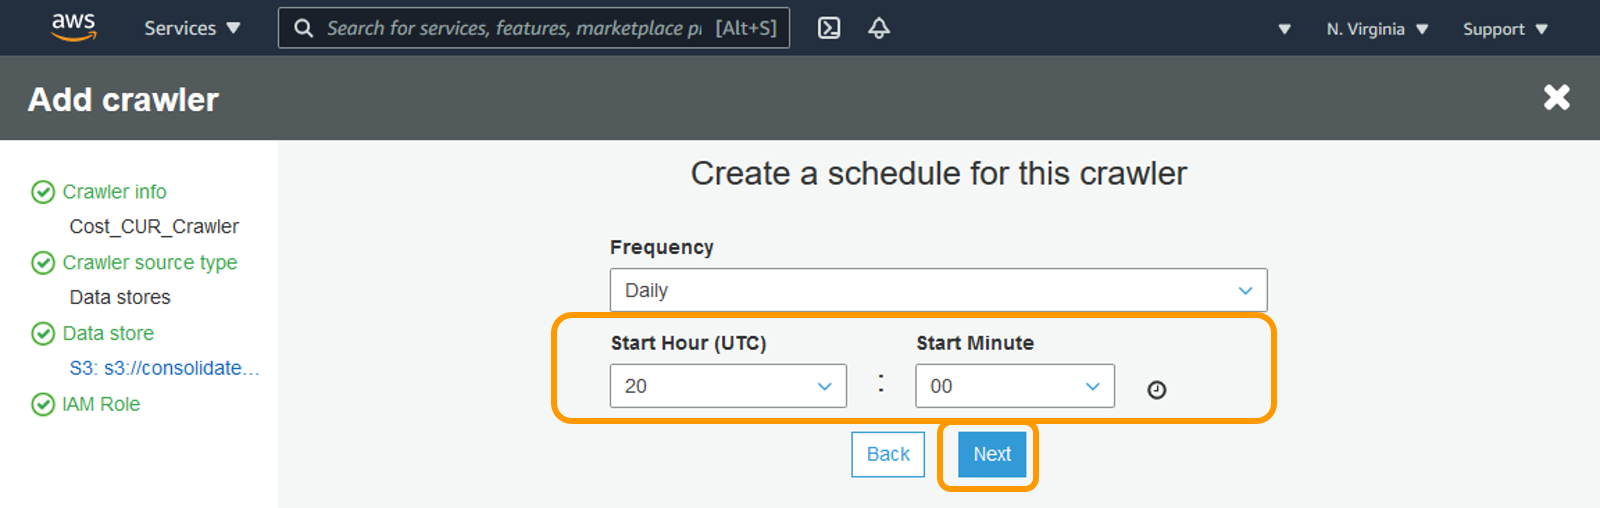 aws Services Search for services, features, marketplace pr [Alt+S] N. Virginia Support
Add crawler
Create a schedule for this crawler
Crawler info
Cost_CUR_Crawler
Crawler source type
Data stores
Data store
S3: s3://consolidate...
IAM Role
Frequency
Daily
Start Hour (UTC) Start Minute
20 : 00
Back Next